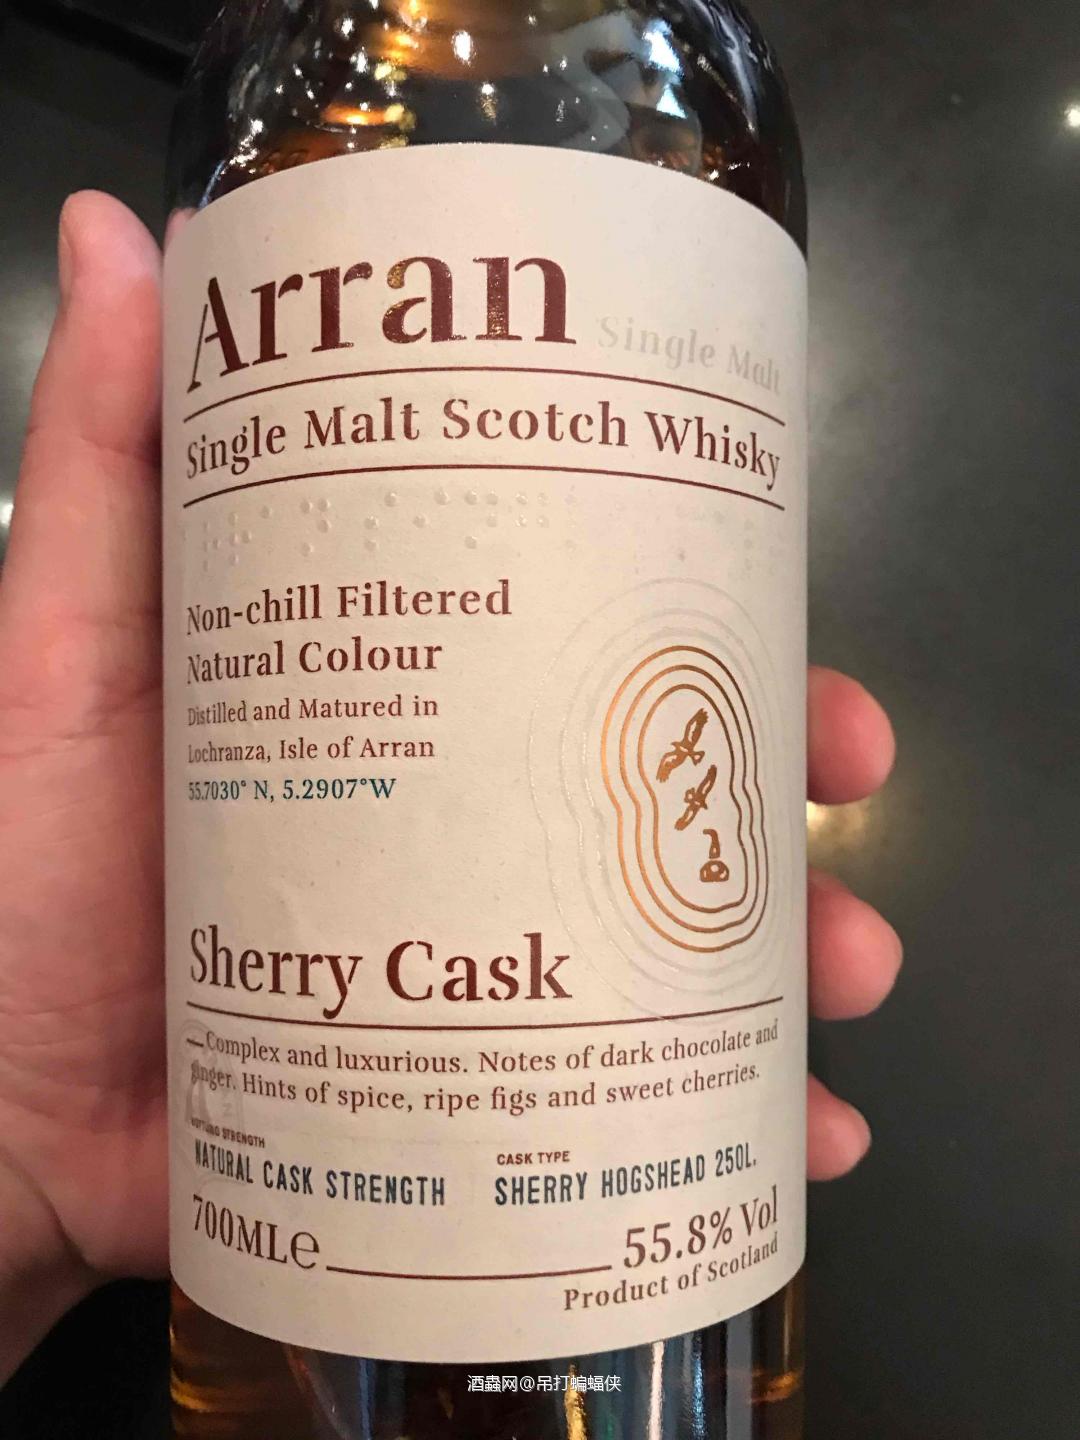 Arran
Single Malt
Single Malt Scotch Whisky
Non-chill Filtered
Natural Colour
Distilled and Matured in
Lochranza, Isle of Arran
55.7030° N, 5.2907°W
Sherry Cask
—Complex and luxurious. Notes of dark chocolate and
ginger. Hints of spice, ripe figs and sweet cherries.
BOTTLING STRENGTH
NATURAL CASK STRENGTH
CASK TYPE
SHERRY HOGSHEAD 250L.
700MLe
55.8% Vol
Product of Scotland
酒蟲网@吊打蝙蝠侠